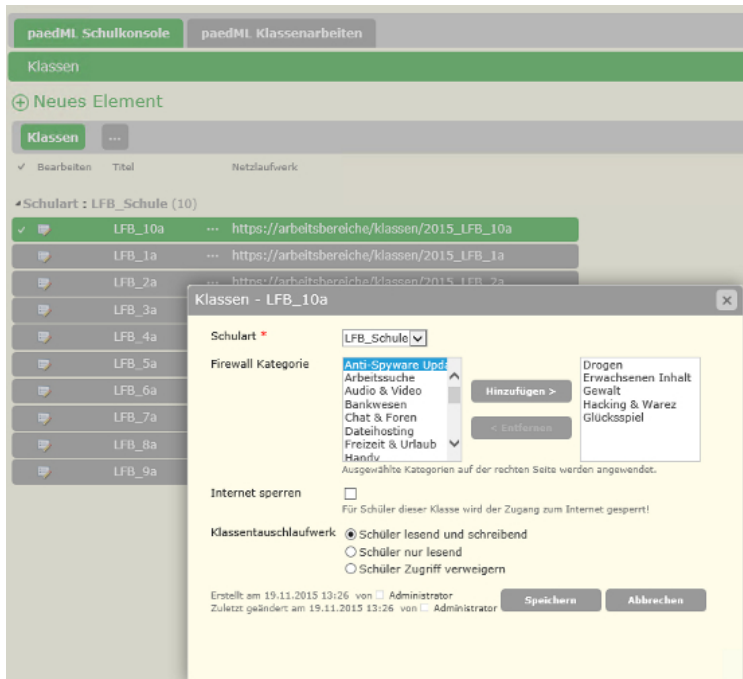 paedML Schulkonsole
paedML Klassenarbeiten
Klassen
Neues Element
Klassen
...
Bearbeiten Titel Netzlaufwerk
Schulart : LFB_Schule (10)
LFB_10a ... https://arbeitsbereiche/klassen/2015_LFB_10a
LFB_1a ... https://arbeitsbereiche/klassen/2015_LFB_1a
LFB_2a ... https://arbeitsbereiche/klassen/2015_LFB_2a
LFB_3a
LFB_4a
LFB_5a
LFB_6a
LFB_7a
LFB_8a
LFB_9a
Klassen - LFB_10a
Schulart *
LFB_Schule
Firewall Kategorie
Anti-Spyware Upda
Arbeitssuche
Audio & Video
Bankwesen
Chat & Foren
Dateihosting
Freizeit & Urlaub
Handy
Hinzufügen >
< Entfernen
Drogen
Erwachsenen Inhalt
Gewalt
Hacking & Warez
Glücksspiel
Ausgewählte Kategorien auf der rechten Seite werden angewendet.
Internet sperren
Für Schüler dieser Klasse wird der Zugang zum Internet gesperrt!
Klassentauschlaufwerk
Schüler lesend und schreibend
Schüler nur lesend
Schüler Zugriff verweigern
Erstellt am 19.11.2015 13:26 von Administrator
Zuletzt geändert am 19.11.2015 13:26 von Administrator
Speichern
Abbrechen